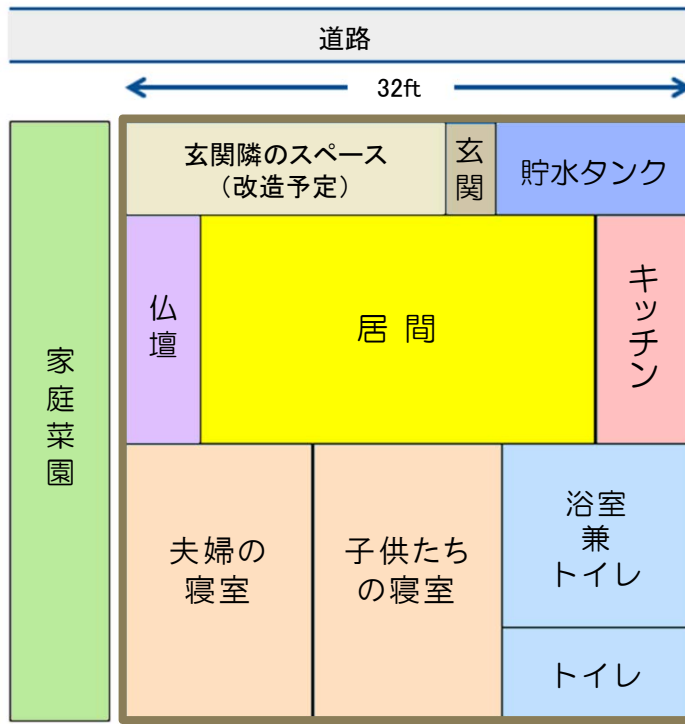 道路
32ft
玄関隣のスペース
(改造予定)
玄関
貯水タンク
仏壇
居間
キッチン
家庭菜園
夫婦の
寝室
子供たち
の寝室
浴室
兼
トイレ
トイレ